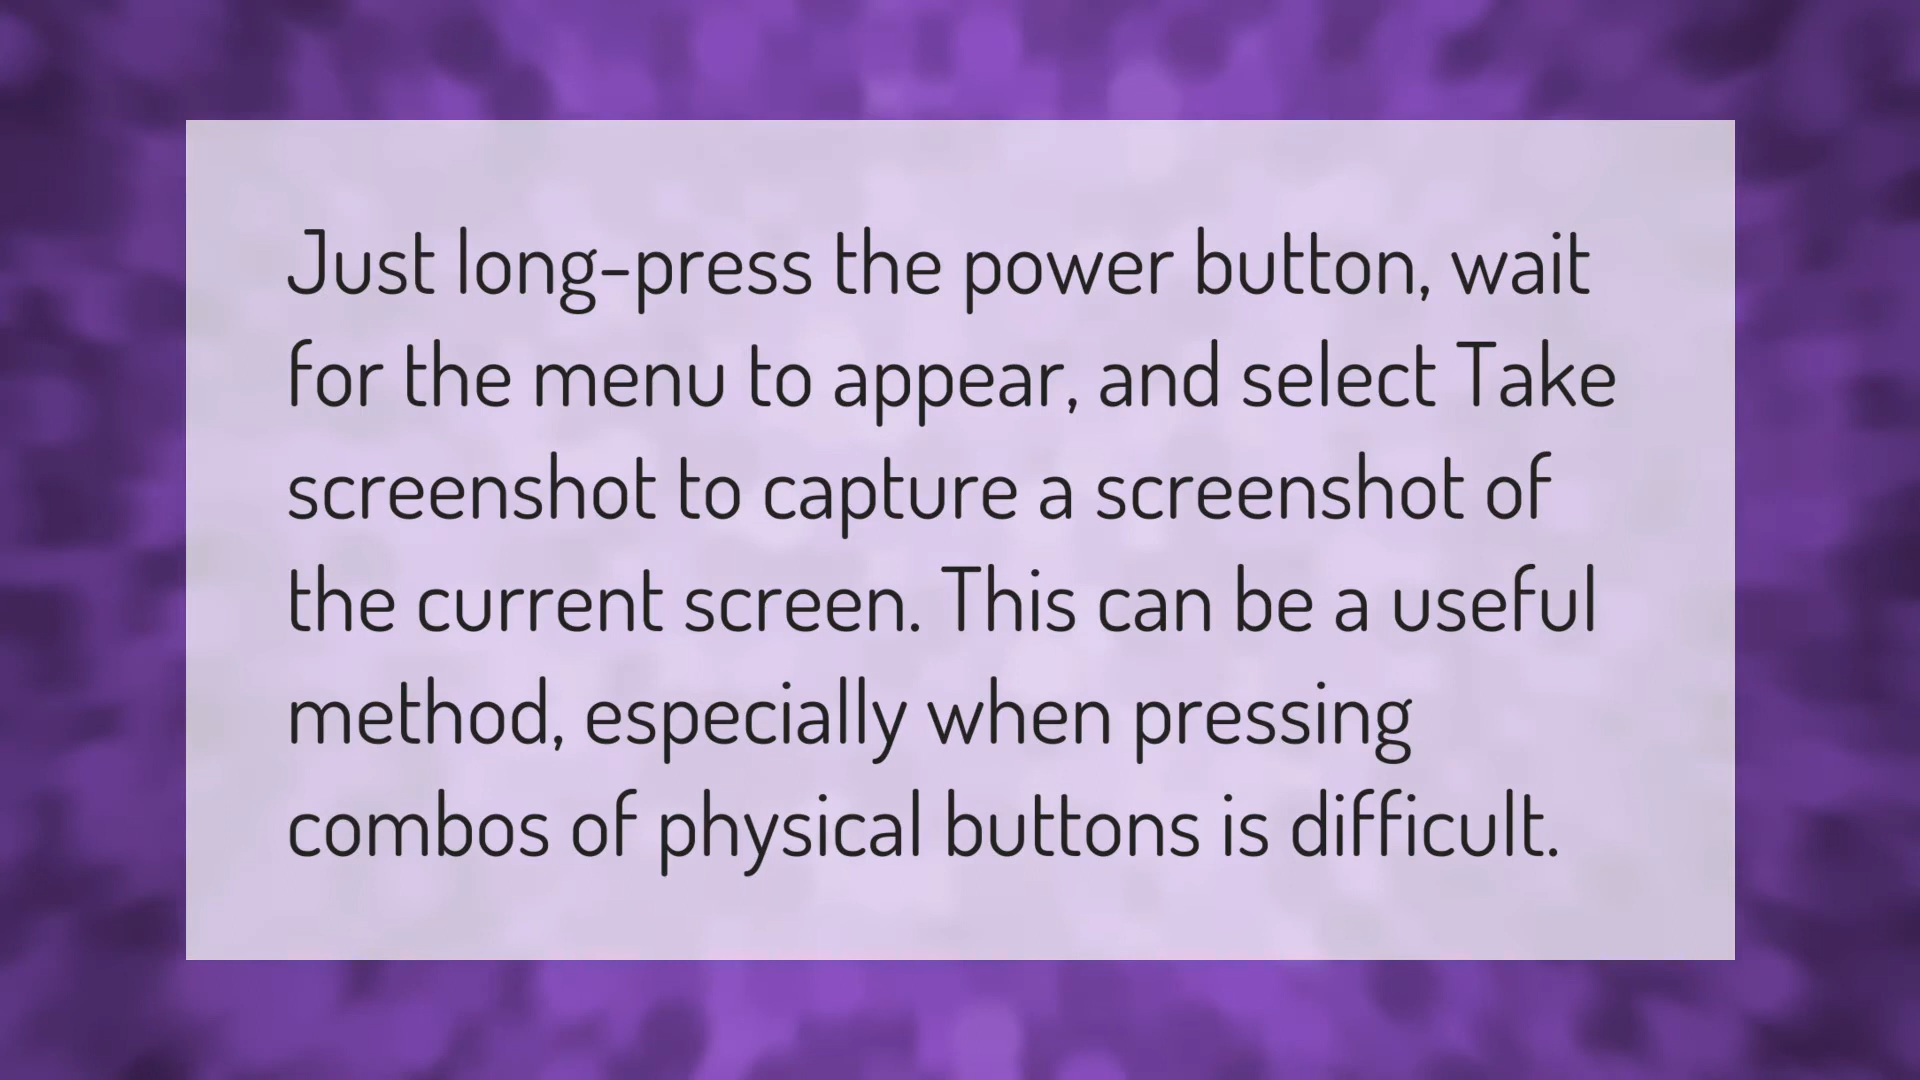 Just long-press the power button, wait
for the menu to appear, and select Take
screenshot to capture a screenshot of
the current screen. This can be a useful
method, especially when pressing
combos of physical buttons is difficult.